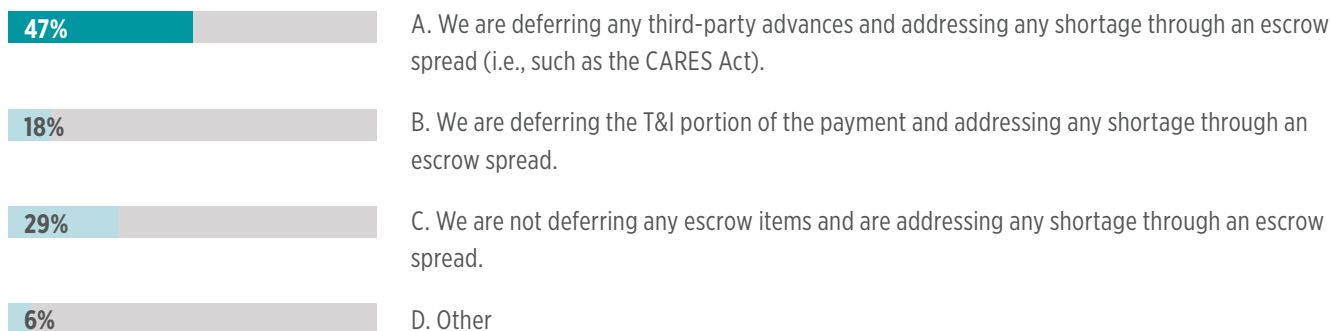 47%
A. We are deferring any third-party advances and addressing any shortage through an escrow
spread (i.e., such as the CARES Act).
18%
B. We are deferring the T&I portion of the payment and addressing any shortage through an
escrow spread.
29%
C. We are not deferring any escrow items and are addressing any shortage through an escrow
spread.
6%
D. Other